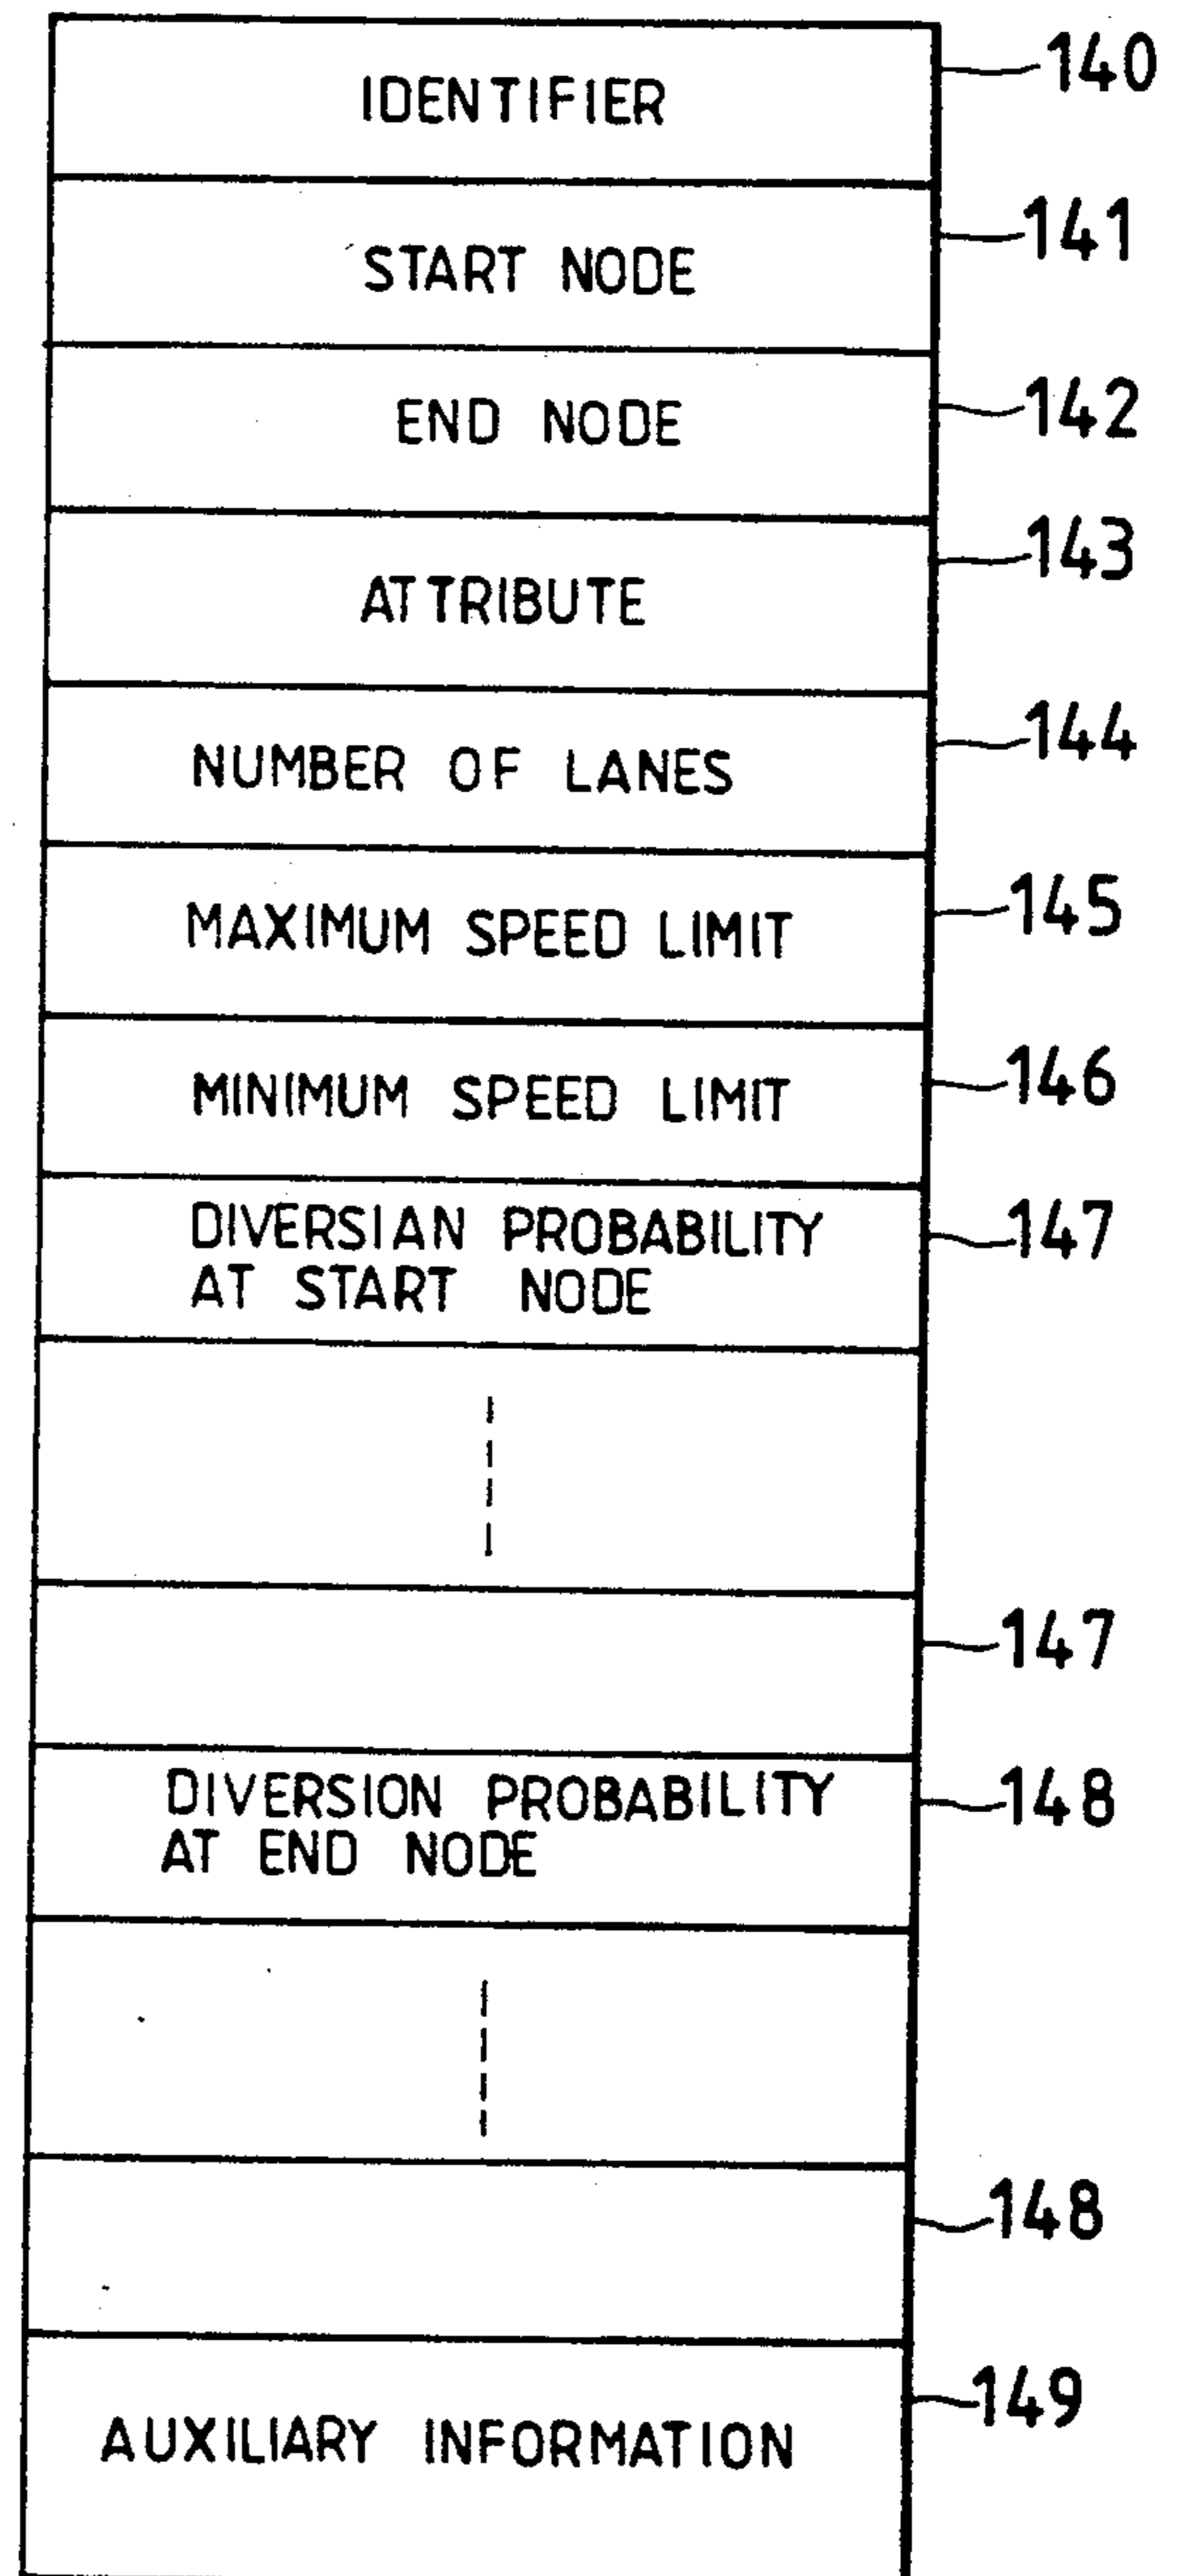 IDENTIFIER 140
START NODE 141
END NODE 142
ATTRIBUTE 143
NUMBER OF LANES 144
MAXIMUM SPEED LIMIT 145
MINIMUM SPEED LIMIT 146
DIVERSIAN PROBABILITY 147
AT START NODE
147
DIVERSION PROBABILITY 148
AT END NODE
148
AUXILIARY INFORMATION 149